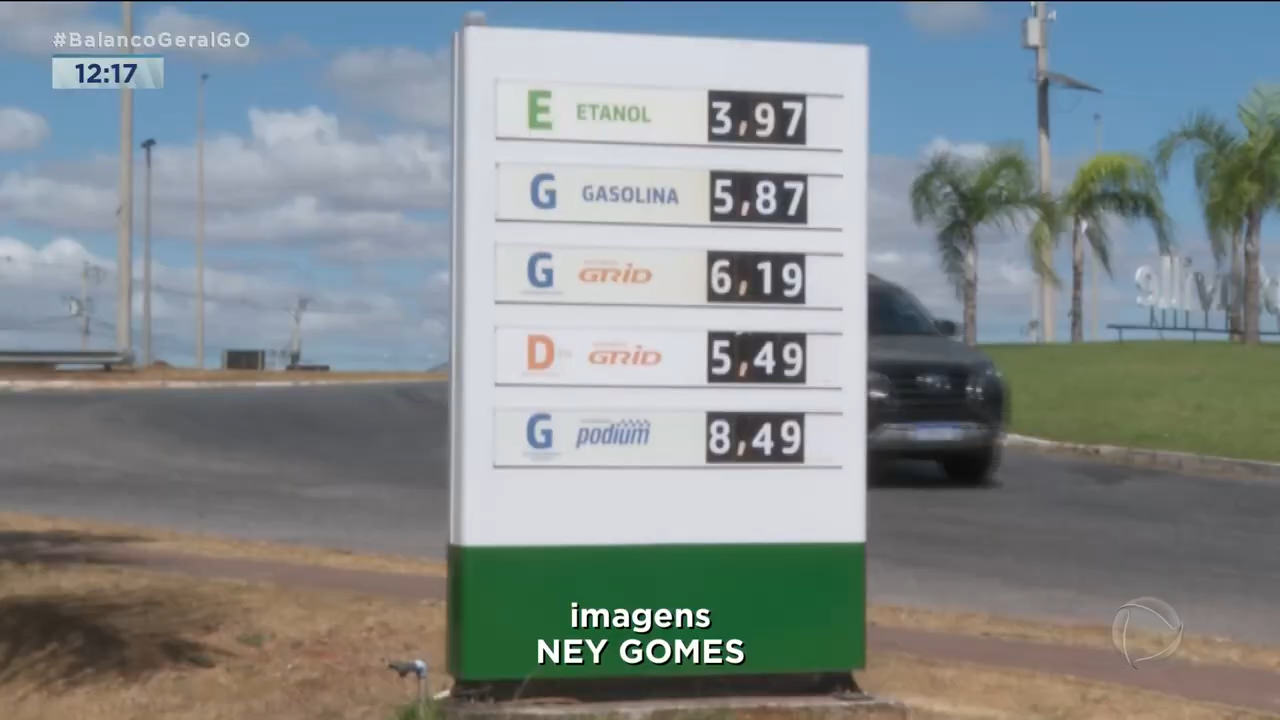 #BalancoGeralGO
12:17
E ETANOL 3,97
G GASOLINA 5,87
G GRID 6,19
D GRID 5,49
G podium 8,49
imagens
NEY GOMES